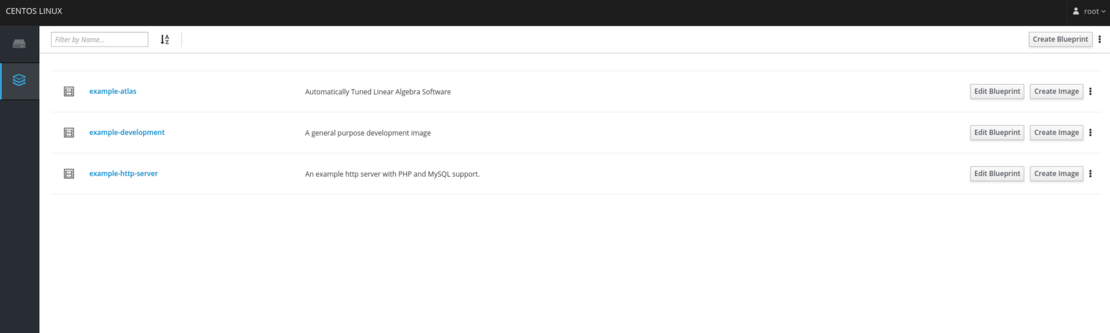 CENTOS LINUX
root
Filter by Name...
Create Blueprint
example-atlas Automatically Tuned Linear Algebra Software Edit Blueprint Create Image
example-development A general purpose development image Edit Blueprint Create Image
example-http-server An example http server with PHP and MySQL support. Edit Blueprint Create Image